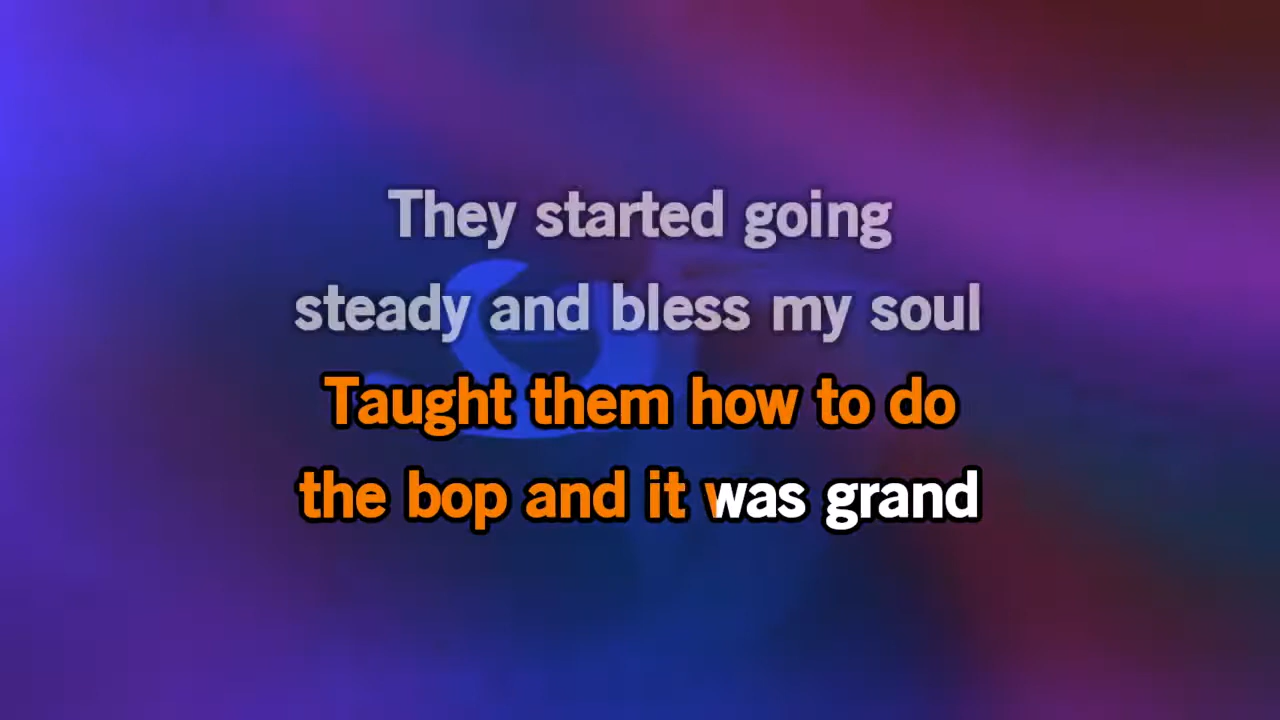 They started going
steady and bless my soul
Taught them how to do
the bop and it was grand